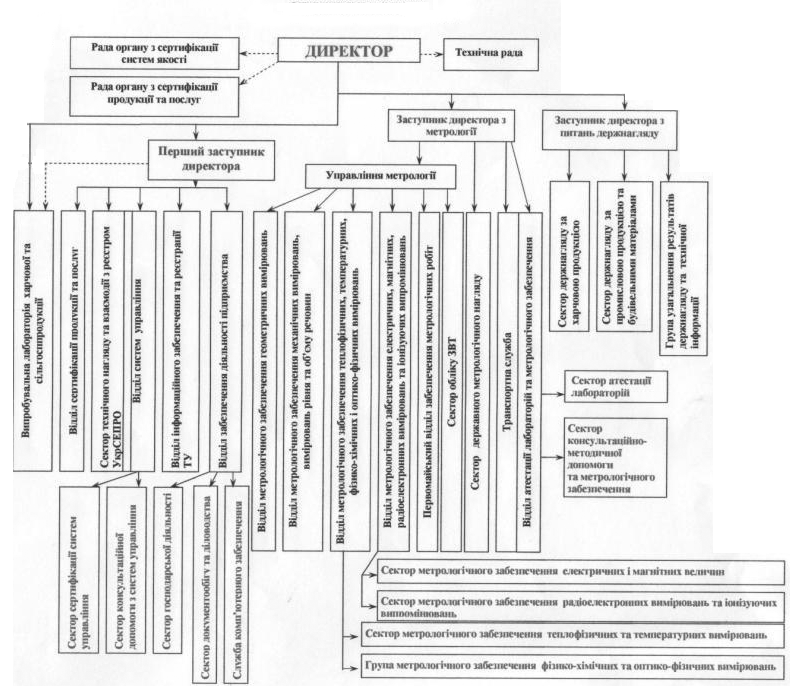 Рада органу з сертифікації
систем якості
ДИРЕКТОР
Технічна рада
Рада органу з сертифікації
продукції та послуг
Заступник директора з
метрології
Заступник директора з
питань держнагляду
Перший заступник
директора
Управління метрології
Випробувальна лабораторія харчової та
сільгосппродукції
Відділ сертифікації продукції та послуг
Сектор технічного нагляду та взаємодії з реєстром
УкрСЕПРО
Відділ систем управління
Відділ інформаційного забезпечення та реєстрації
ТУ
Відділ забезпечення діяльності підприємства
Відділ метрологічного забезпечення геометричних вимірювань
Відділ метрологічного забезпечення механічних вимірювань,
вимірювань рівня та об'єму речовин
Відділ метрологічного забезпечення теплофізичних, температурних,
фізико-хімічних і оптико-фізичних вимірювань
Відділ метрологічного забезпечення електричних, магнітних,
радіоелектронних вимірювань та іонізуючих випромінювань
Первомайський відділ забезпечення метрологічних робіт
Сектор обліку ЗВТ
Сектор державного метрологічного нагляду
Транспортна служба
Відділ атестації лабораторій та метрологічного забезпечення
Сектор держнагляду за
харчовою продукцією
Сектор держнагляду за
промисловою продукцією та
будівельними матеріалами
Група узагальнення результатів
держнагляду та технічної
інформації
Сектор атестації
лабораторій
Сектор
консультаційно-
методичної
допомоги
та метрологічного
забезпечення
Сектор сертифікації систем
управління
Сектор консультаційної
допомоги з систем управління
Сектор господарської діяльності
Сектор документообігу та діловодства
Служба комп'ютерного забезпечення
Сектор метрологічного забезпечення електричних і магнітних величин
Сектор метрологічного забезпечення радіоелектронних вимірювань та іонізуючих
випромінювань
Сектор метрологічного забезпечення теплофізичних та температурних вимірювань
Група метрологічного забезпечення фізико-хімічних та оптико-фізичних вимірювань